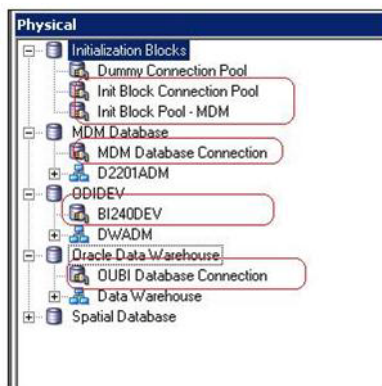 Physical
Initialization Blocks
Dummy Connection Pool
Init Block Connection Pool
Init Block Pool - MDM
MDM Database
MDM Database Connection
D2201ADM
ODIDEV
BI240DEV
DWADM
Oracle Data Warehouse
OUBI Database Connection
Data Warehouse
Spatial Database